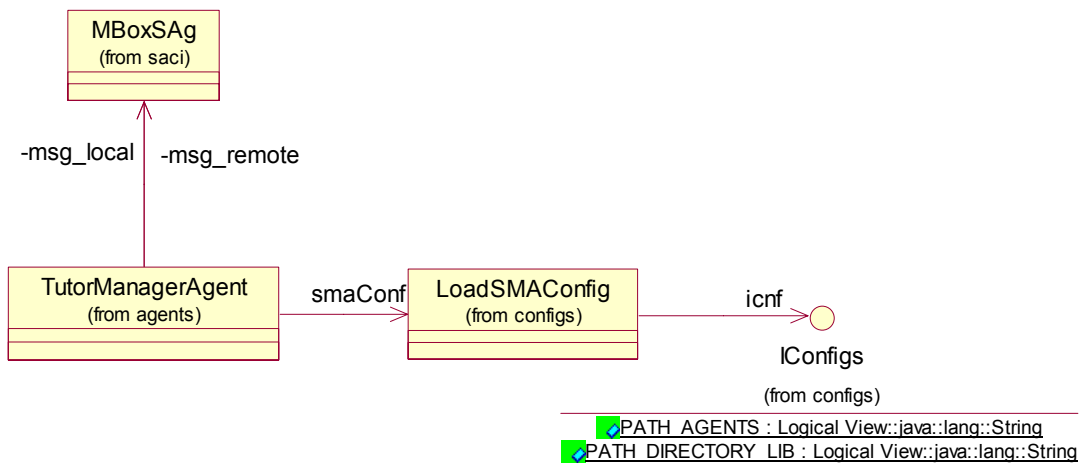 MBoxSAg
(from saci)
-msg_local
-msg_remote
TutorManagerAgent
(from agents)
smaConf
LoadSMAConfig
(from configs)
icnf
IConfigs
(from configs)
PATH_AGENTS : Logical View::java::lang::String
PATH_DIRECTORY_LIB : Logical View::java::lang::String